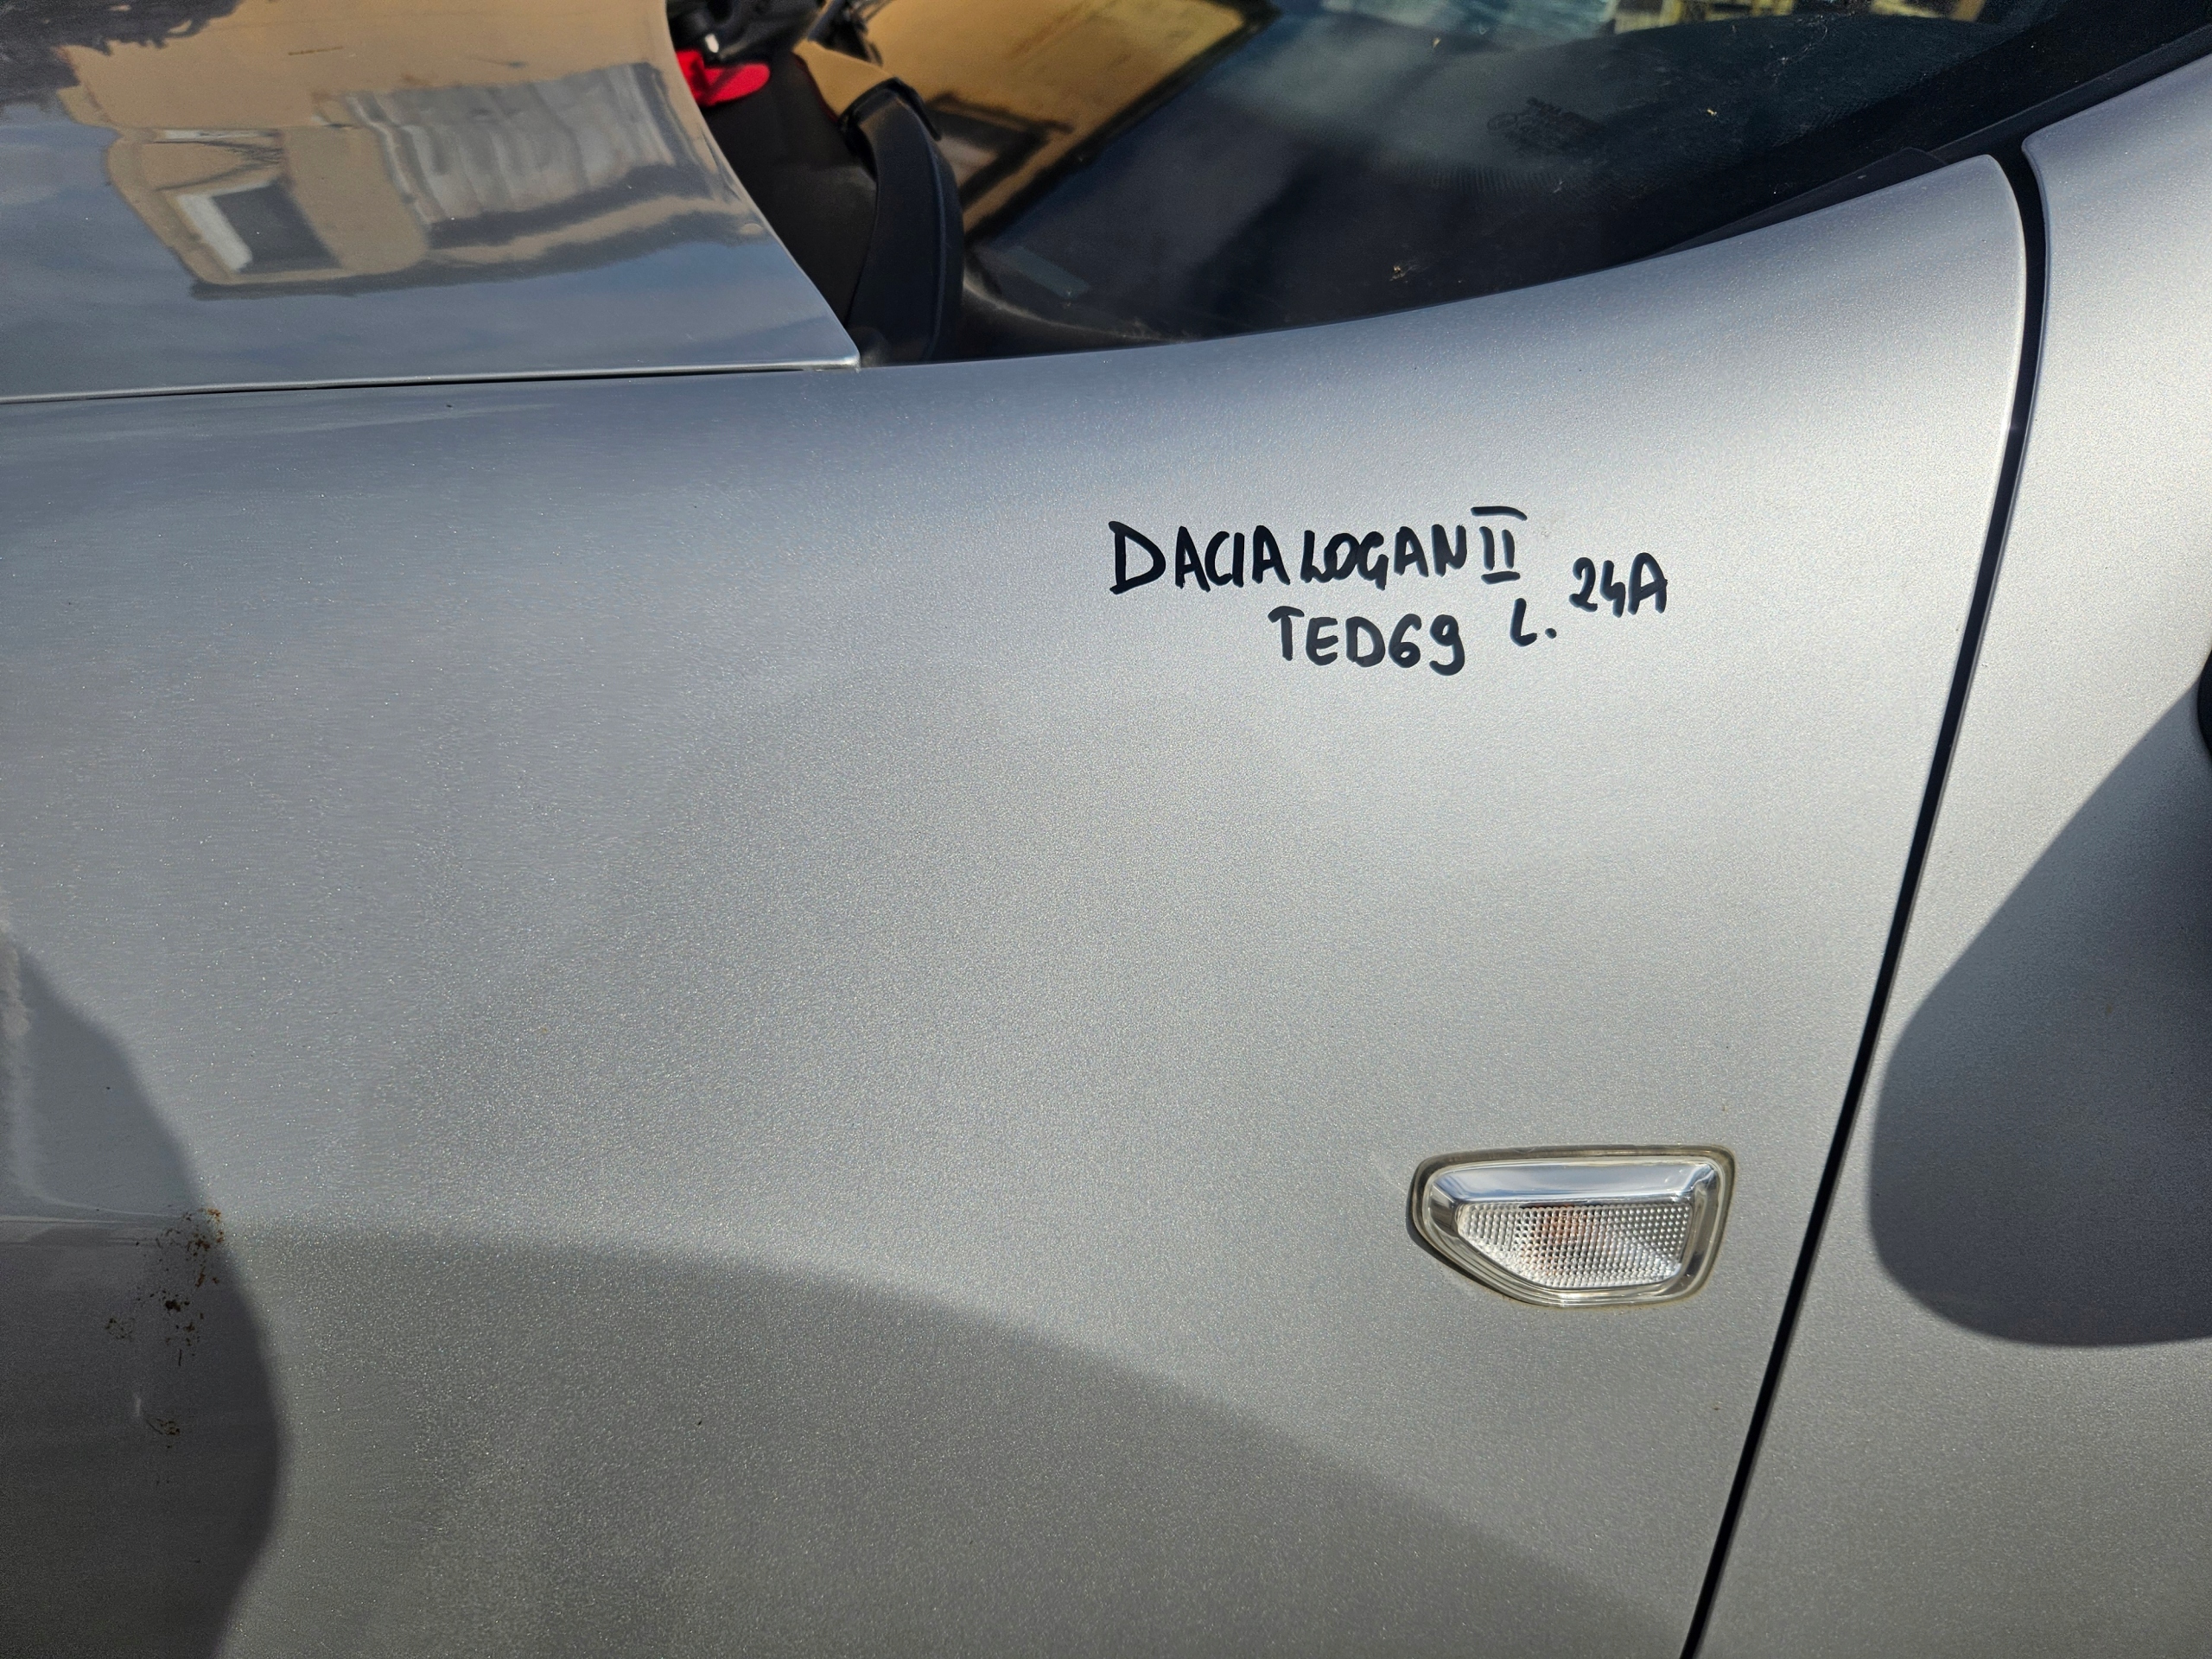 DACIA LOGAN II
TED69 L. 24A